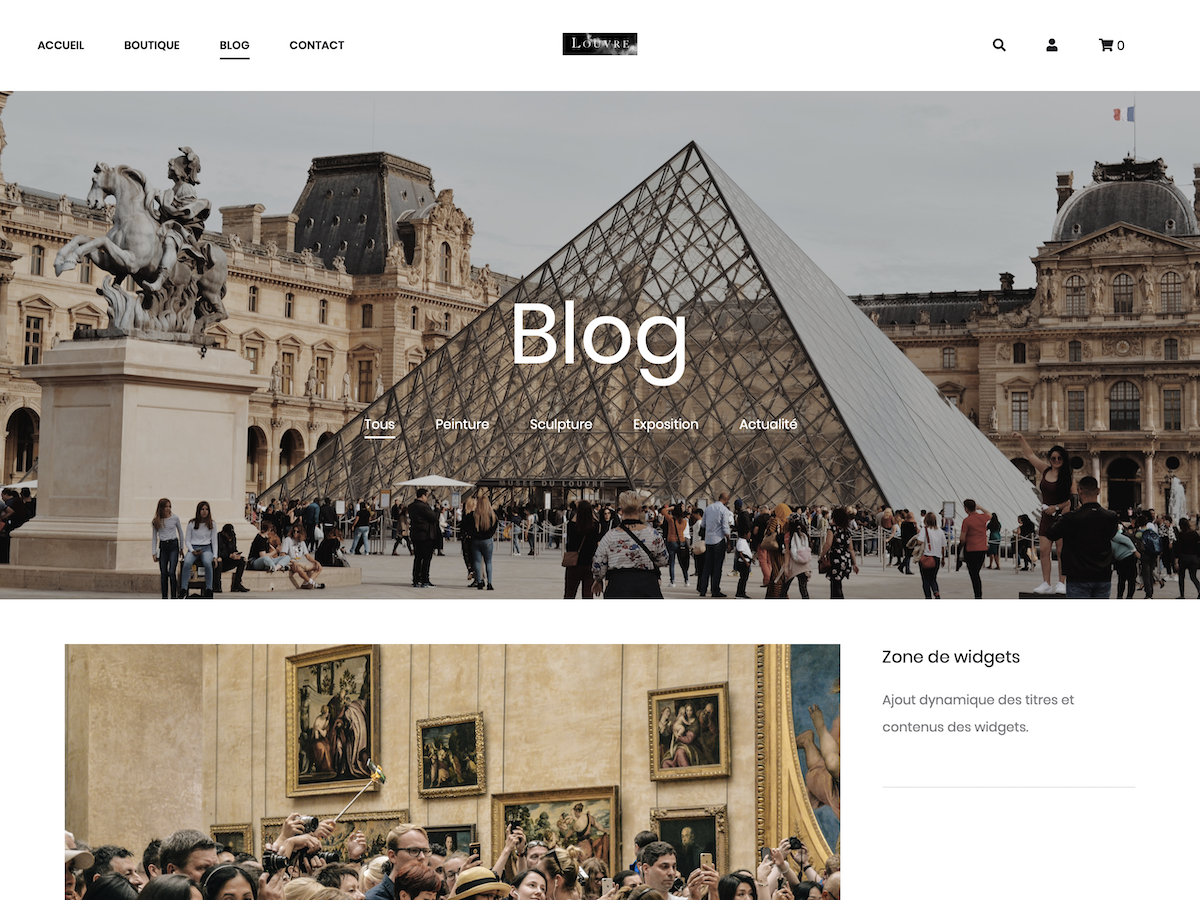 ACCUEIL
BOUTIQUE
BLOG
CONTACT
LOUVRE
0
Blog
Tous
Peinture
Sculpture
Exposition
Actualité
MUSEE DU LOUVRE
Zone de widgets
Ajout dynamique des titres et
contenus des widgets.